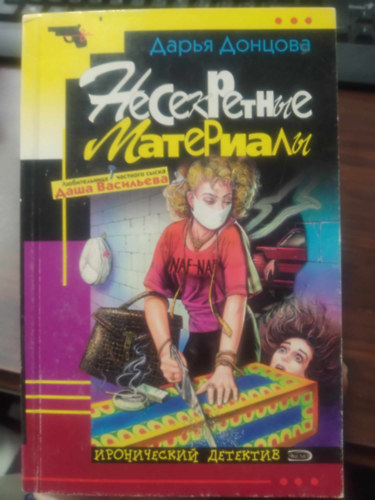 Дарья Донцова
Несекретные
Материалы
Любительница частного сыска
Даша Васильева
NAF-NAF
ИРОНИЧЕСКИЙ ДЕТЕКТИВ